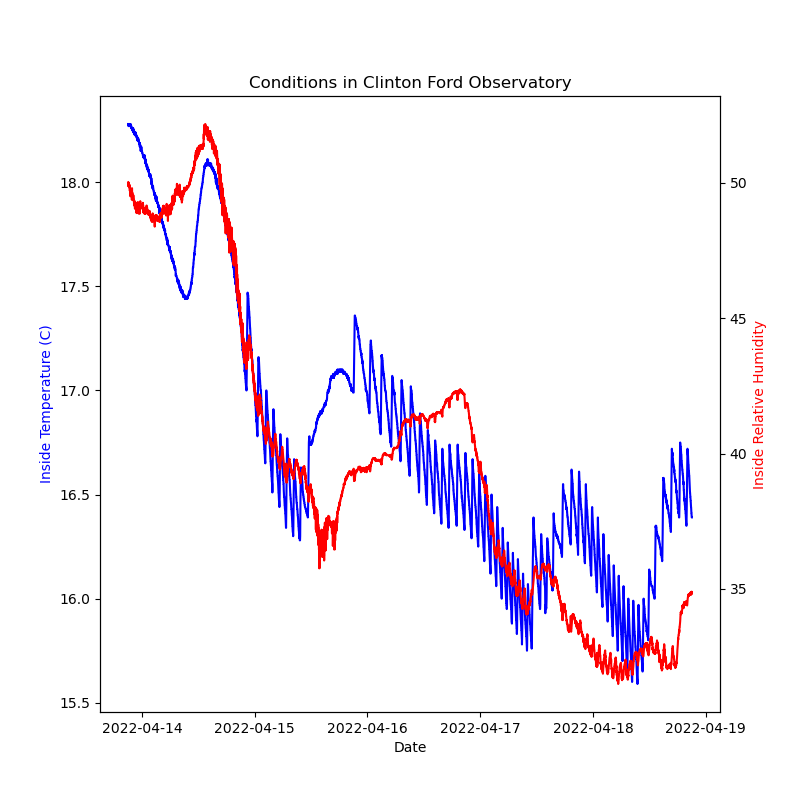 Conditions in Clinton Ford Observatory
18.0
17.5
17.0
16.5
16.0
15.5
Inside Temperature (C)
50
45
40
35
Inside Relative Humidity
2022-04-14 2022-04-15 2022-04-16 2022-04-17 2022-04-18 2022-04-19
Date